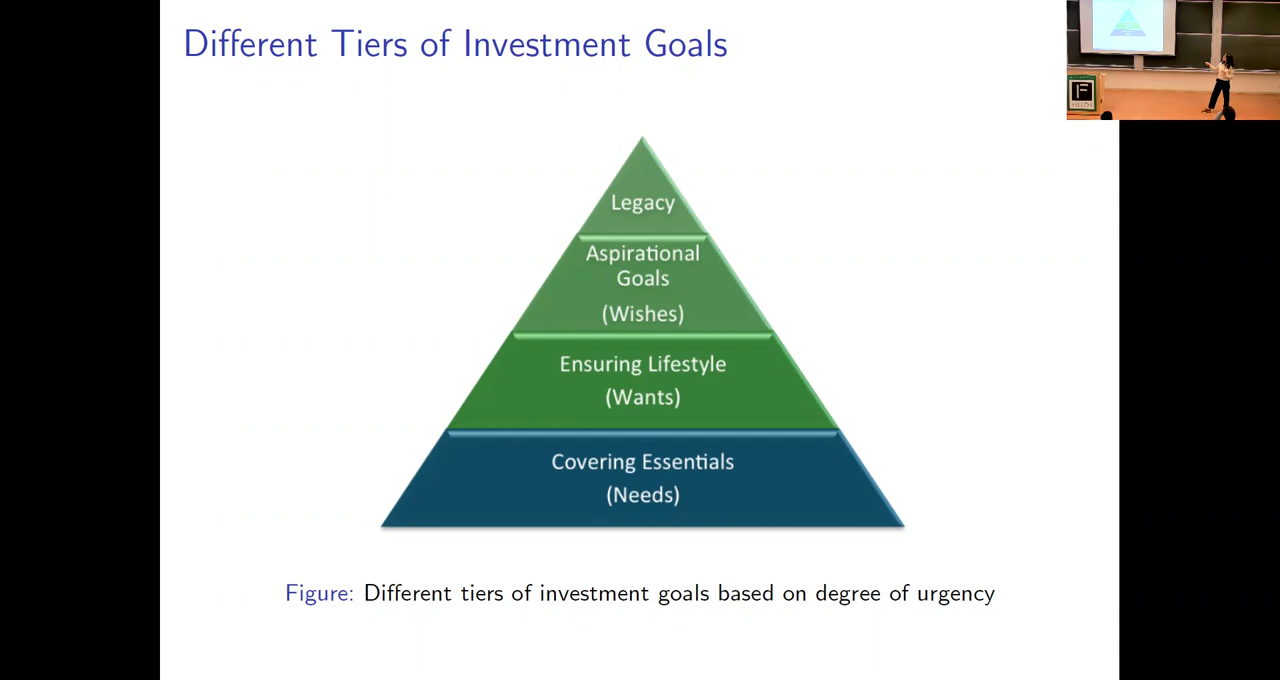 Different Tiers of Investment Goals
Legacy
Aspirational
Goals
(Wishes)
Ensuring Lifestyle
(Wants)
Covering Essentials
(Needs)
Figure: Different tiers of investment goals based on degree of urgency
F
FIELDS